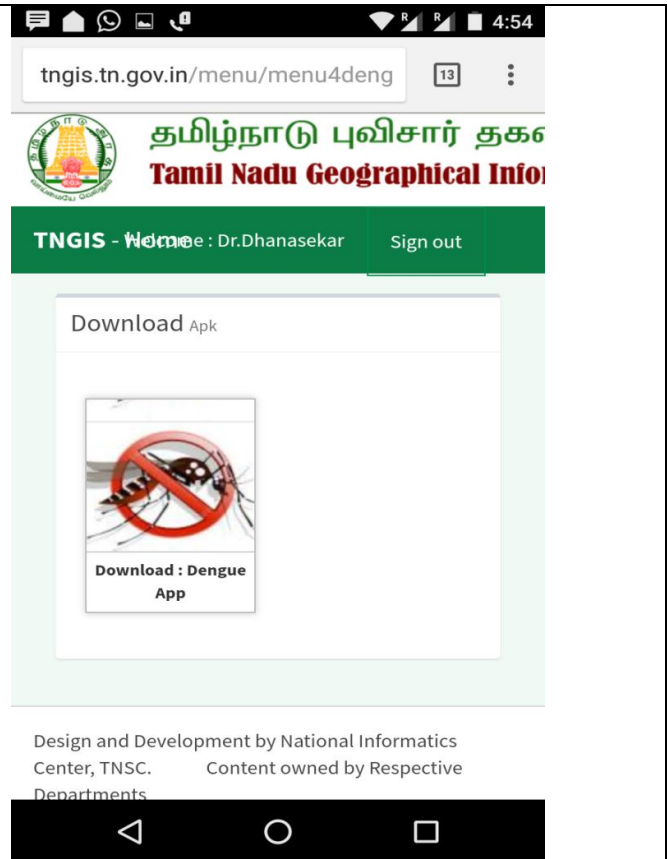 R R 4:54
tngis.tn.gov.in/menu/menu4deng 13
தமிழ்நாடு புவிசார் தகவ
Tamil Nadu Geographical Infor
TNGIS - Home Welcome : Dr.Dhanasekar Sign out
Download Apk
Download : Dengue
App
Design and Development by National Informatics
Center, TNSC. Content owned by Respective
Departments